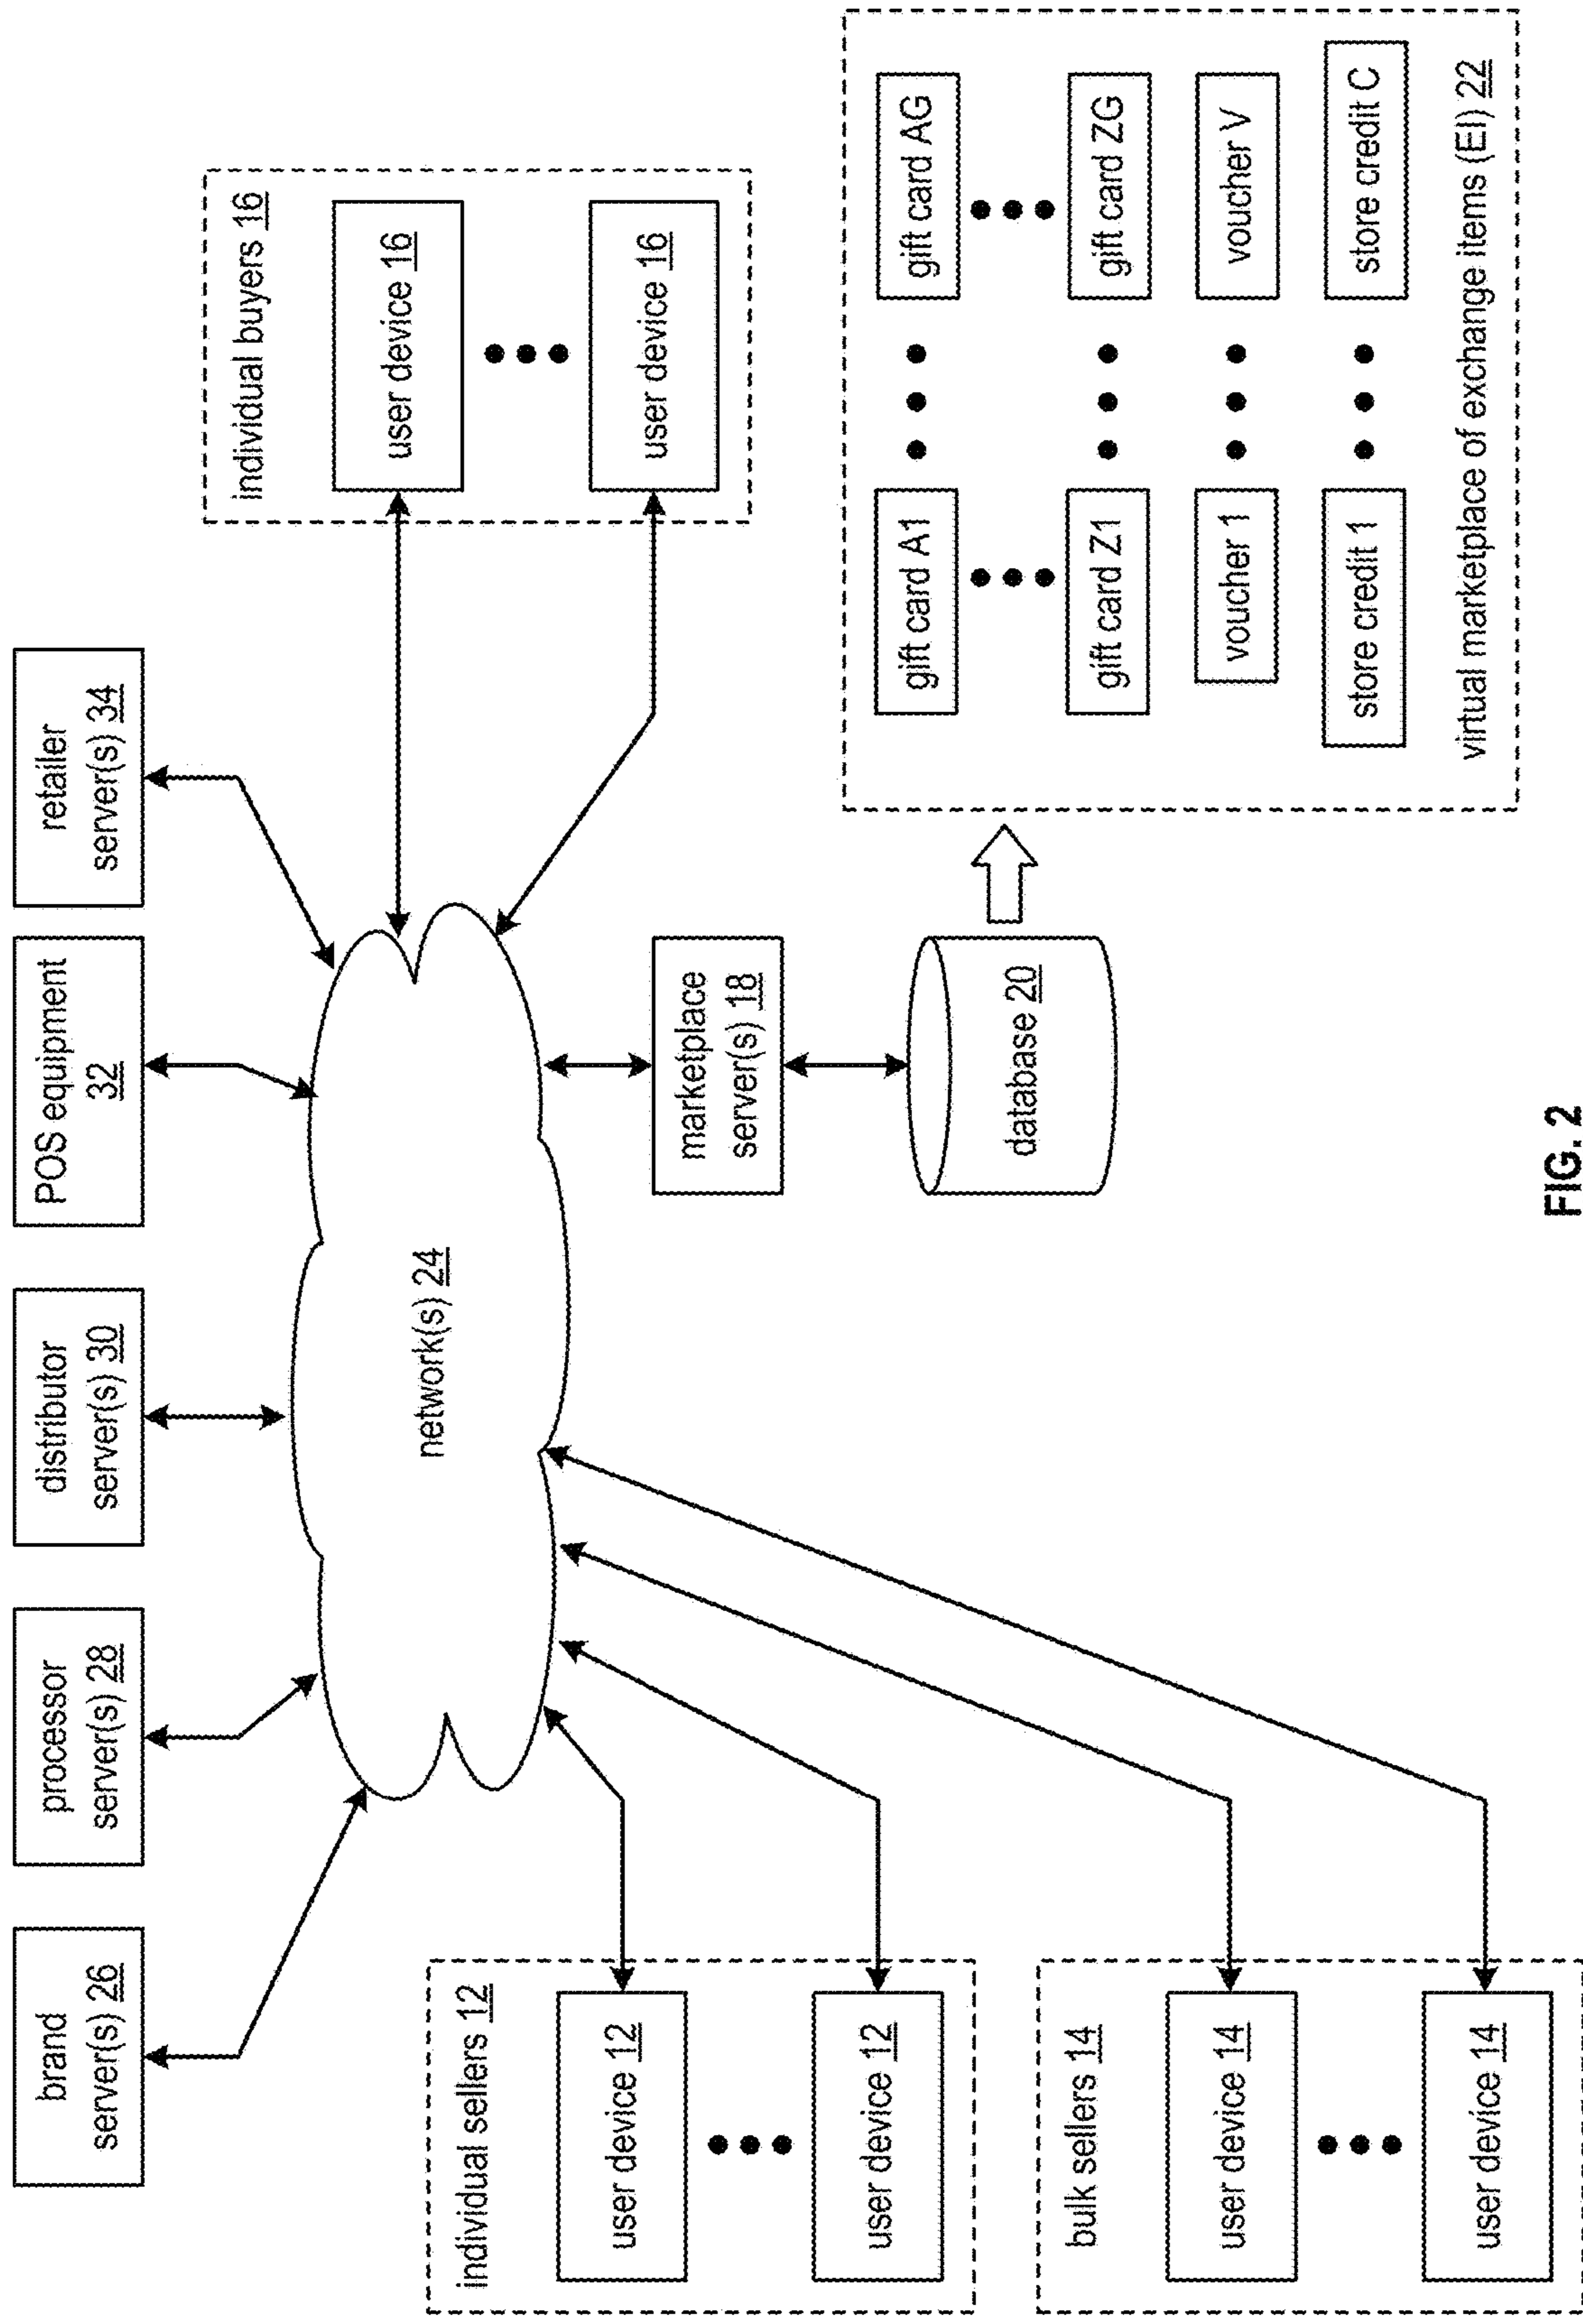 brand
server(s) 26
processor
server(s) 28
distributor
server(s) 30
POS equipment
32
retailer
server(s) 34
individual sellers 12
user device 12
user device 12
bulk sellers 14
user device 14
user device 14
network(s) 24
marketplace
server(s) 18
database 20
individual buyers 16
user device 16
user device 16
gift card A1
gift card AG
gift card Z1
gift card ZG
voucher 1
voucher V
store credit 1
store credit C
virtual marketplace of exchange items (EI) 22
FIG. 2